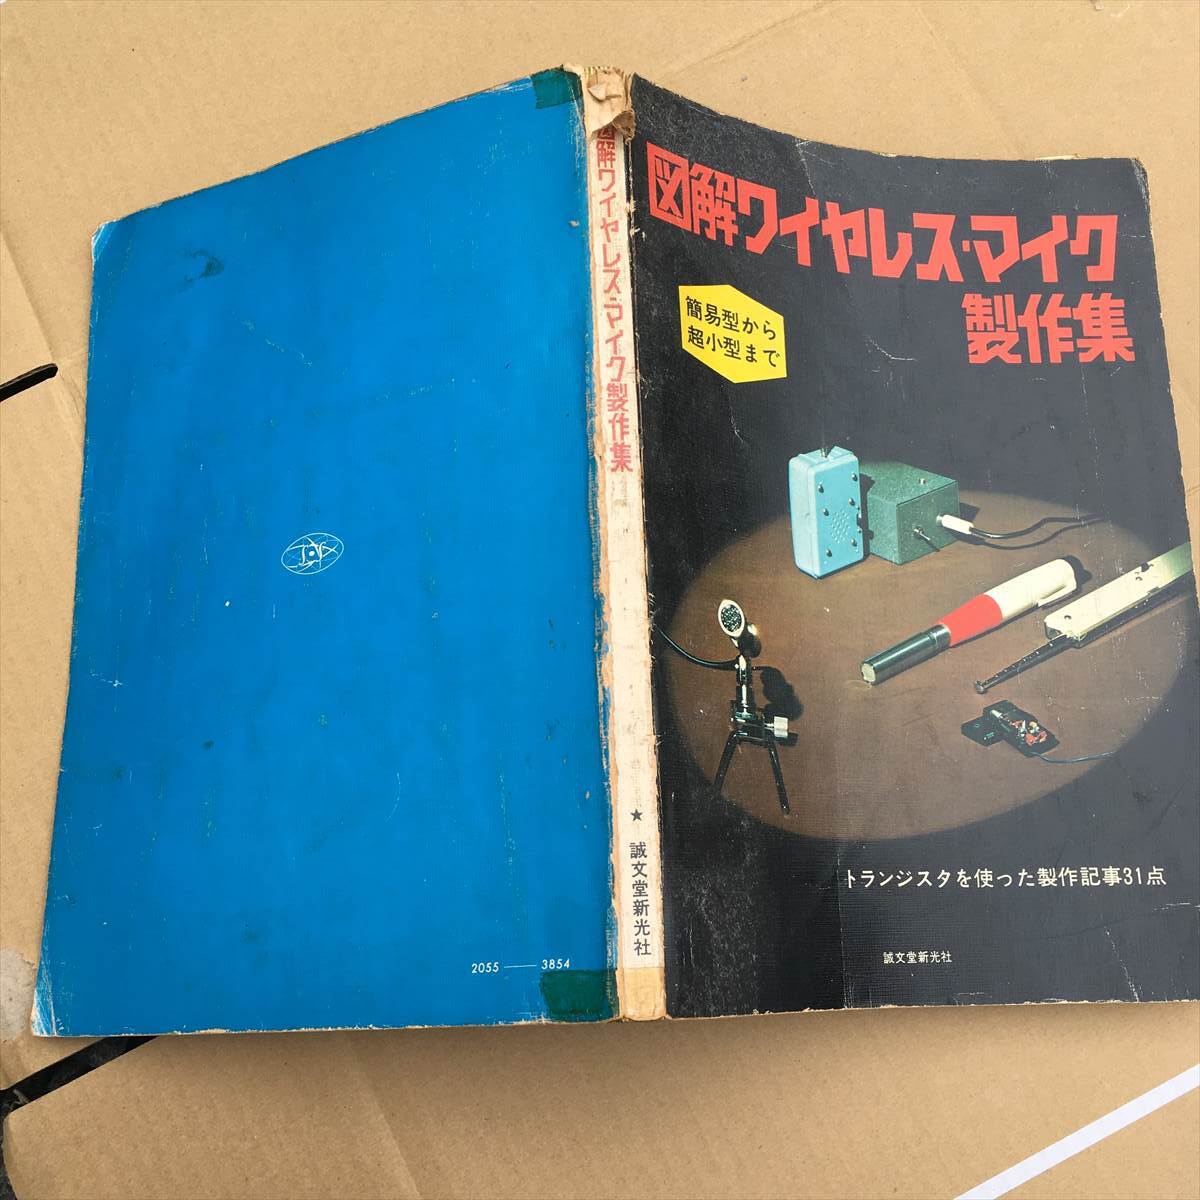 図解ワイヤレス・マイク
製作集
簡易型から
超小型まで
トランジスタを使った製作記事31点
誠文堂新光社
図解ワイヤレス・マイク製作集
★ 誠文堂新光社
2055 ── 3854